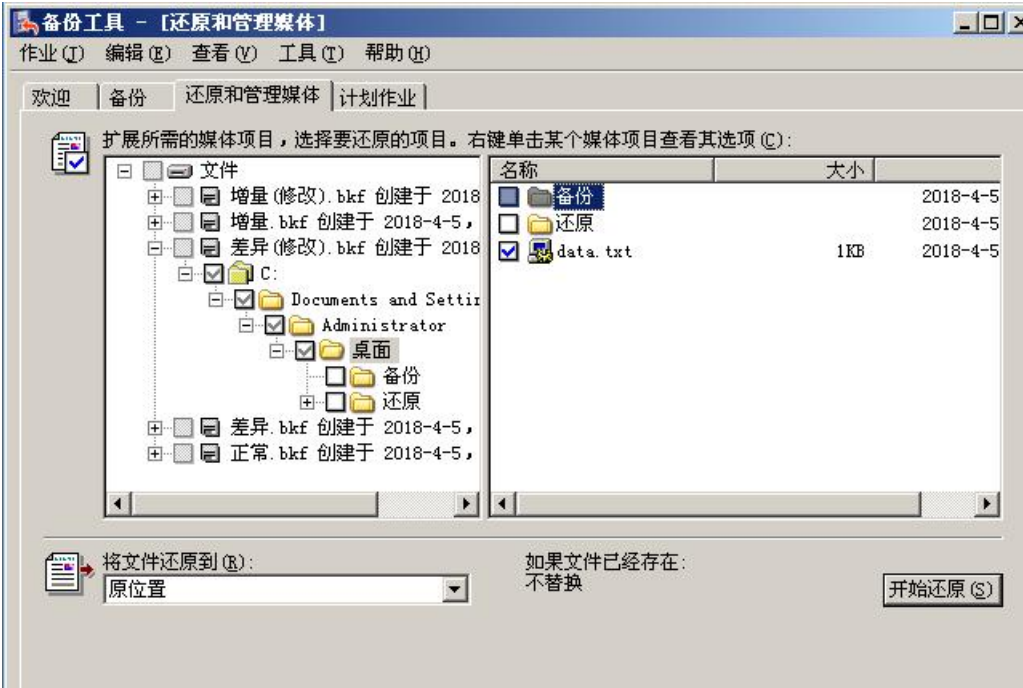 备份工具 - [还原和管理媒体]
作业(J) 编辑(E) 查看(V) 工具(T) 帮助(H)
欢迎 备份 还原和管理媒体 计划作业
扩展所需的媒体项目，选择要还原的项目。右键单击某个媒体项目查看其选项(C):
文件
增量(修改).bkf 创建于 2018
增量.bkf 创建于 2018-4-5，
差异(修改).bkf 创建于 2018
C:
Documents and Settin
Administrator
桌面
备份
还原
差异.bkf 创建于 2018-4-5，
正常.bkf 创建于 2018-4-5，
名称 大小
备份 2018-4-5
还原 2018-4-5
data.txt 1KB 2018-4-5
将文件还原到(R):
原位置
如果文件已经存在:
不替换
开始还原(S)